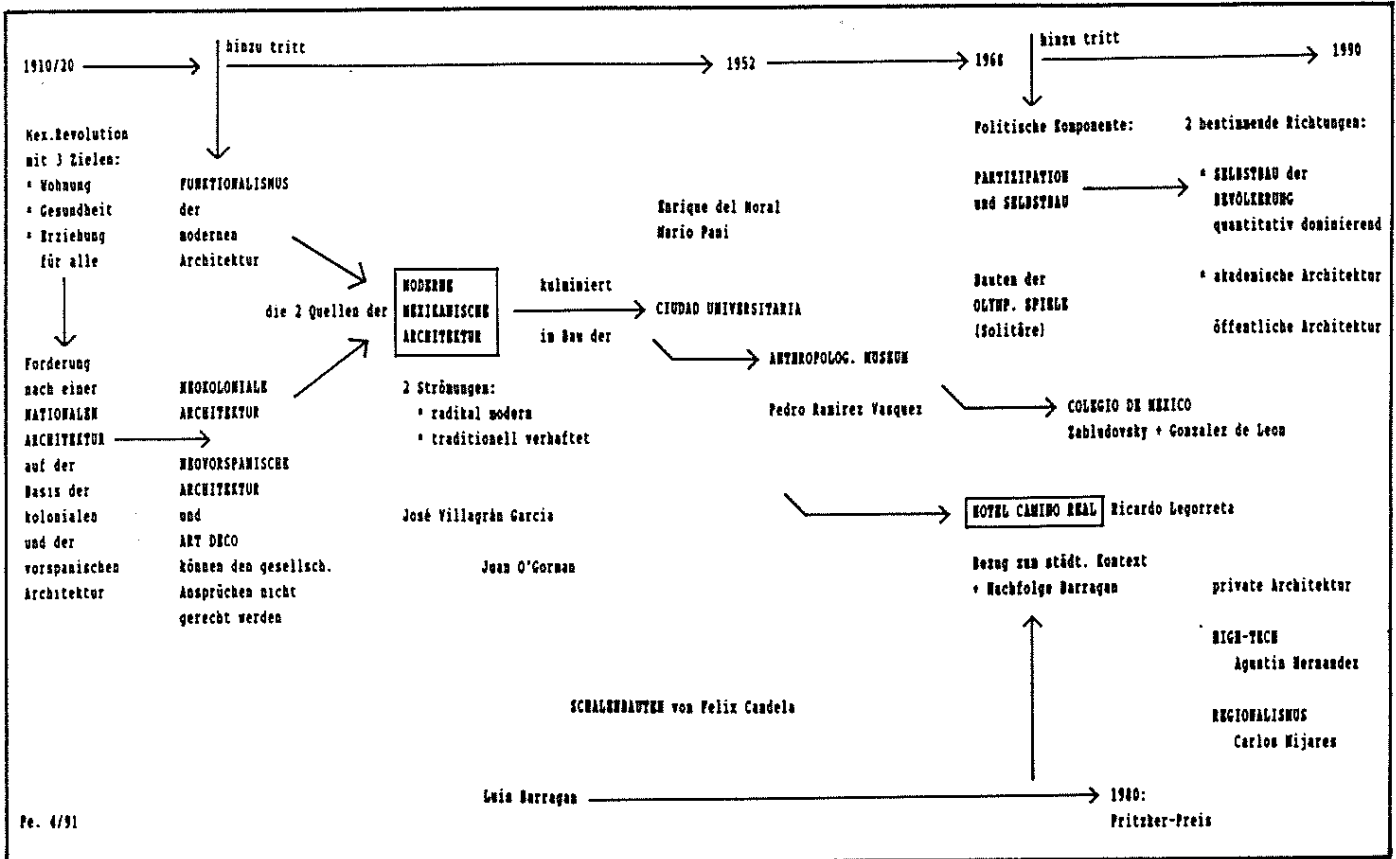 hinzu tritt
hinzu tritt
1910/20
1952
1968
1990
Mex.Revolution
mit 3 Zielen:
* Wohnung
* Gesundheit
* Erziehung
für alle
FUNKTIONALISMUS
der
modernen
Architektur
Enrique del Moral
Mario Pani
Politische Komponente:
PARTIZIPATION
und SELBSTBAU
2 bestimmende Richtungen:
* SELBSTBAU der
BEVÖLKERUNG
quantitativ dominierend
Bauten der
OLYMP. SPIELE
(Solitäre)
* akademische Architektur
öffentliche Architektur
die 2 Quellen der
MODERNE
MEXIKANISCHE
ARCHITEKTUR
kulminiert
in Bau der
CIUDAD UNIVERSITARIA
ANTHROPOLOG. MUSEUM
Pedro Ramirez Vasquez
COLEGIO DE MEXICO
Zabludovsky + Gonzalez de Leon
Forderung
nach einer
NATIONALEN
ARCHITEKTUR
auf der
Basis der
kolonialen
und der
vorspanischen
Architektur
NEOKOLONIALE
ARCHITEKTUR
NEOVORSPANISCHE
ARCHITEKTUR
und
ART DECO
können den gesellsch.
Ansprüchen nicht
gerecht werden
2 Strömungen:
* radikal modern
* traditionell verhaftet
José Villagrán Garcia
Juan O'Gorman
HOTEL CAMINO REAL
Ricardo Legorreta
Bezug zum städt. Kontext
+ Nachfolge Barragan
private Architektur
HIGH-TECH
Agustin Hernandez
REGIONALISMUS
Carlos Mijares
SCHALENBAUTEN von Felix Candela
Luis Barragan
1980:
Pritzker-Preis
Pe. 4/91